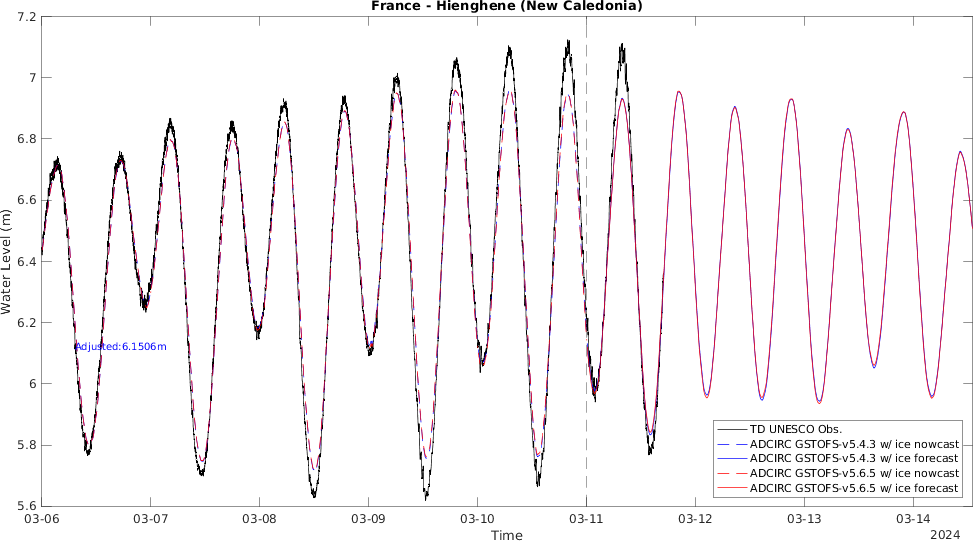 France - Hienghene (New Caledonia)
7.2
7
6.8
6.6
6.4
6.2
6
5.8
5.6
Water Level (m)
Adjusted:6.1506m
TD UNESCO Obs.
ADCIRC GSTOFS-v5.4.3 w/ ice nowcast
ADCIRC GSTOFS-v5.4.3 w/ ice forecast
ADCIRC GSTOFS-v5.6.5 w/ ice nowcast
ADCIRC GSTOFS-v5.6.5 w/ ice forecast
03-06 03-07 03-08 03-09 03-10 03-11 03-12 03-13 03-14
Time
2024